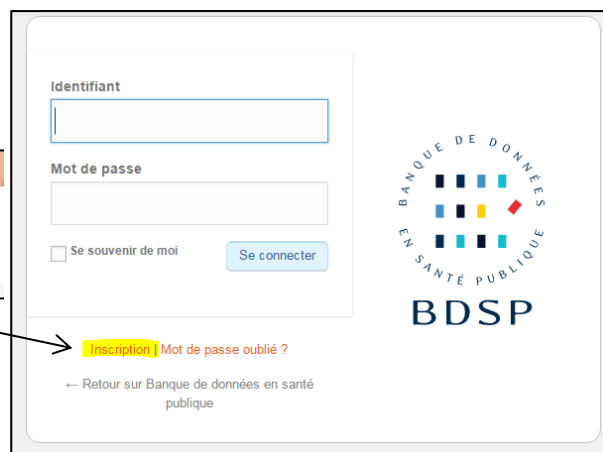 Identifiant
Mot de passe
Se souvenir de moi
Se connecter
Inscription | Mot de passe oublié ?
← Retour sur Banque de données en santé
publique
BANQUE DE DONNÉES
EN SANTÉ PUBLIQUE
BDSP